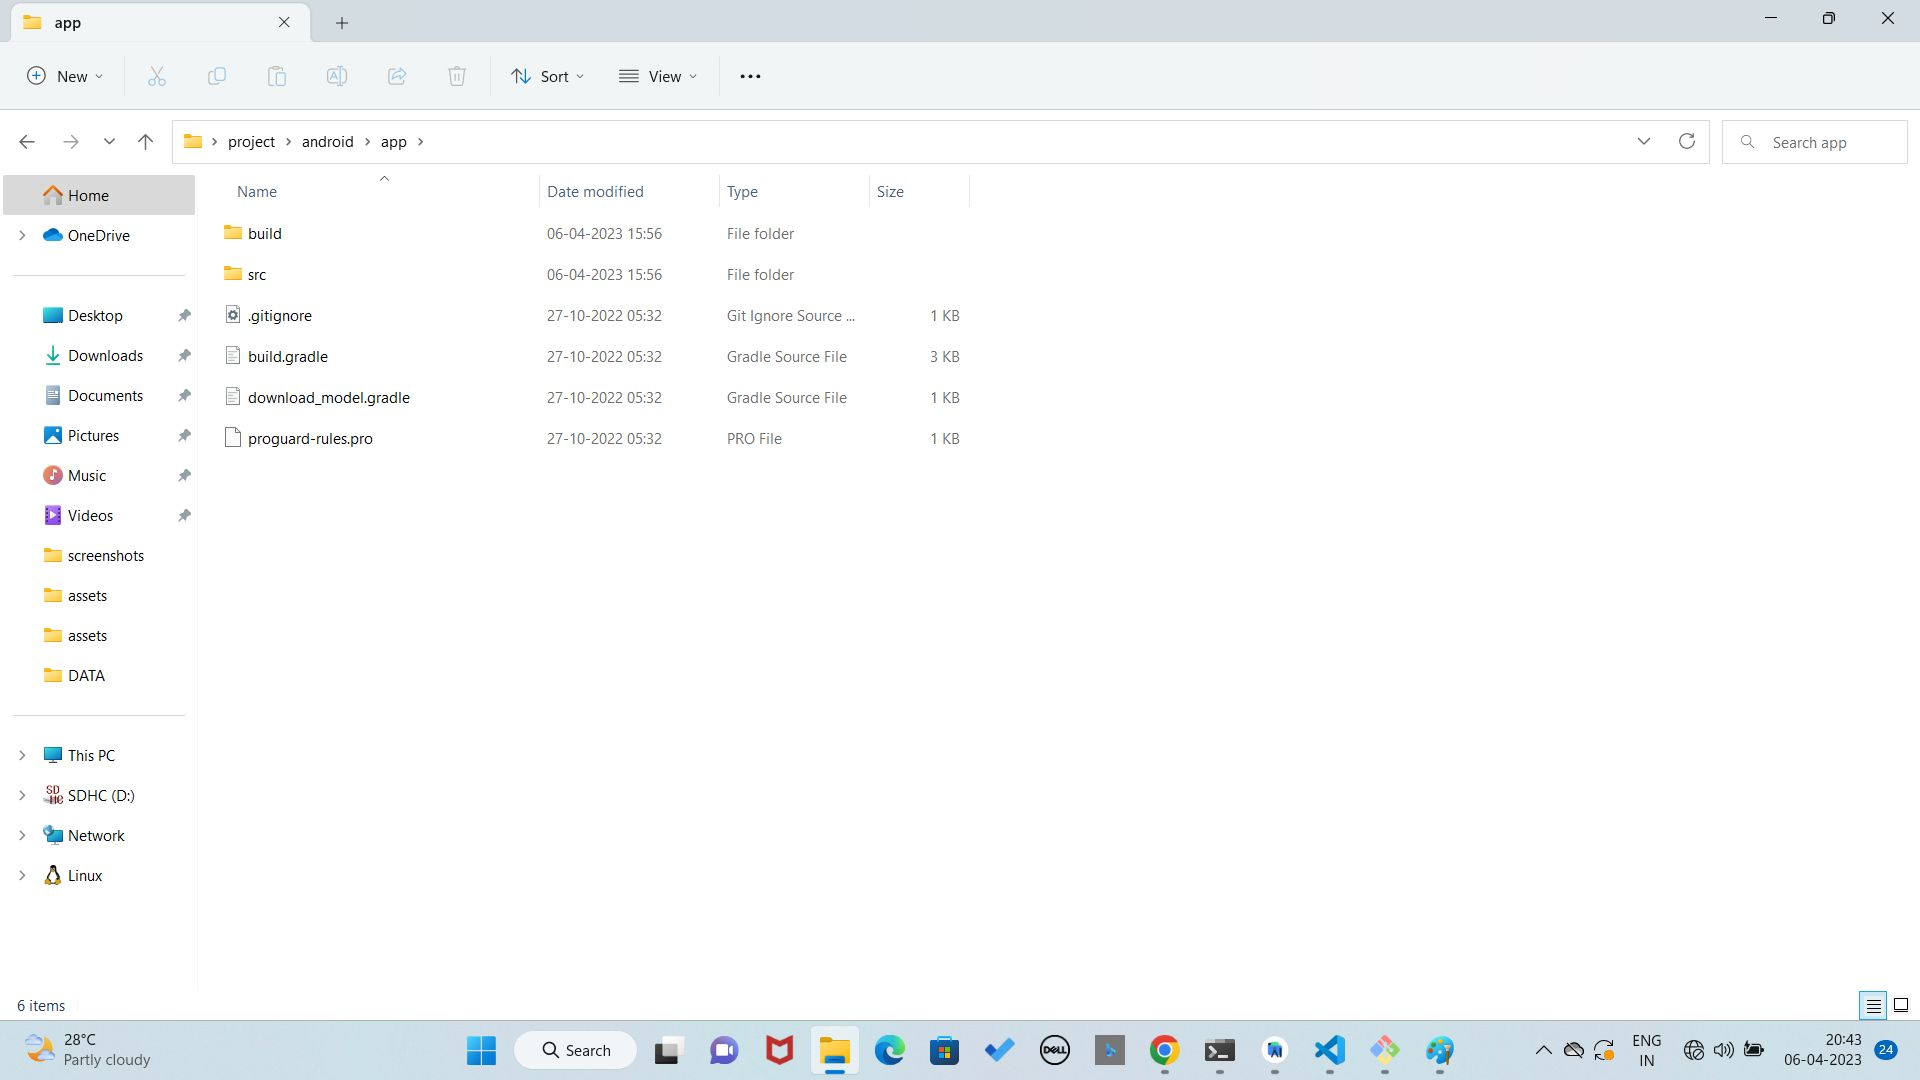 app
New
Sort
View
project
android
app
Search app
Name
Date modified
Type
Size
Home
OneDrive
Desktop
Downloads
Documents
Pictures
Music
Videos
screenshots
assets
assets
DATA
This PC
SDHC (D:)
Network
Linux
build 06-04-2023 15:56 File folder
src 06-04-2023 15:56 File folder
.gitignore 27-10-2022 05:32 Git Ignore Source ... 1 KB
build.gradle 27-10-2022 05:32 Gradle Source File 3 KB
download_model.gradle 27-10-2022 05:32 Gradle Source File 1 KB
proguard-rules.pro 27-10-2022 05:32 PRO File 1 KB
6 items
28°C
Partly cloudy
Search
DELL
ENG
IN
20:43
06-04-2023
24